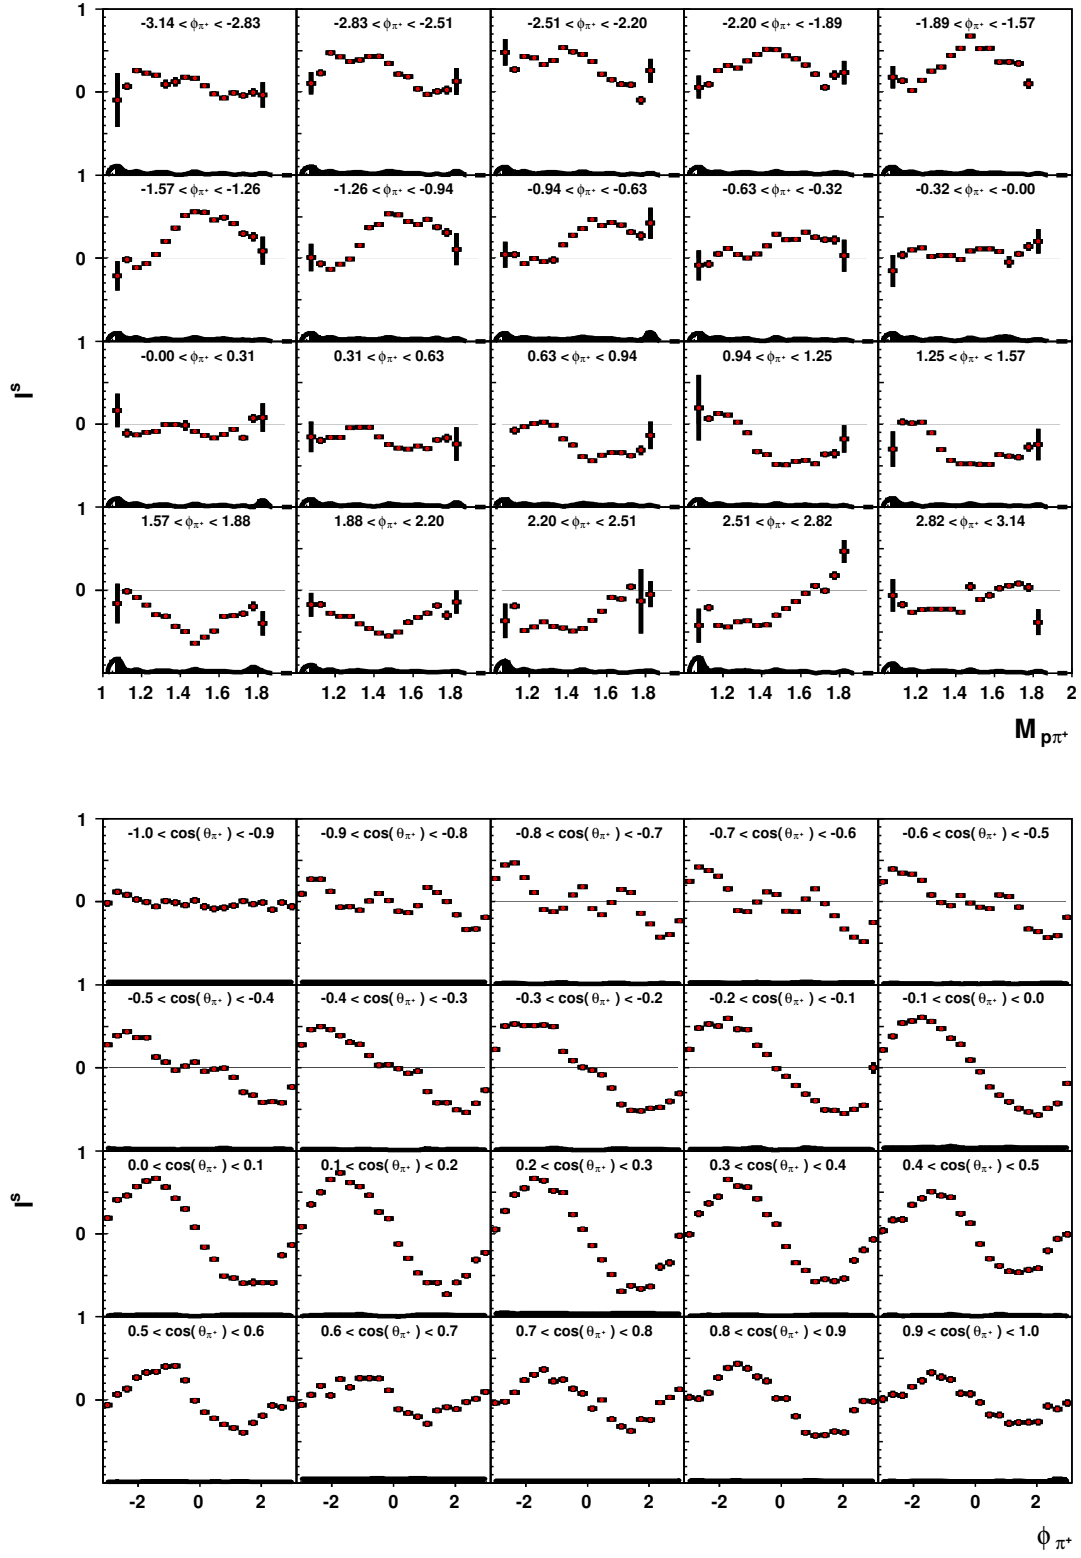 1
-3.14 < ϕπ+ < -2.83
-2.83 < ϕπ+ < -2.51
-2.51 < ϕπ+ < -2.20
-2.20 < ϕπ+ < -1.89
-1.89 < ϕπ+ < -1.57
0
1
-1.57 < ϕπ+ < -1.26
-1.26 < ϕπ+ < -0.94
-0.94 < ϕπ+ < -0.63
-0.63 < ϕπ+ < -0.32
-0.32 < ϕπ+ < -0.00
0
1
-0.00 < ϕπ+ < 0.31
0.31 < ϕπ+ < 0.63
0.63 < ϕπ+ < 0.94
0.94 < ϕπ+ < 1.25
1.25 < ϕπ+ < 1.57
Is
0
1
1.57 < ϕπ+ < 1.88
1.88 < ϕπ+ < 2.20
2.20 < ϕπ+ < 2.51
2.51 < ϕπ+ < 2.82
2.82 < ϕπ+ < 3.14
0
1 1.2 1.4 1.6 1.8 1.2 1.4 1.6 1.8 1.2 1.4 1.6 1.8 1.2 1.4 1.6 1.8 1.2 1.4 1.6 1.8 2
M pπ+
1
-1.0 < cos( θπ+ ) < -0.9
-0.9 < cos( θπ+ ) < -0.8
-0.8 < cos( θπ+ ) < -0.7
-0.7 < cos( θπ+ ) < -0.6
-0.6 < cos( θπ+ ) < -0.5
0
1
-0.5 < cos( θπ+ ) < -0.4
-0.4 < cos( θπ+ ) < -0.3
-0.3 < cos( θπ+ ) < -0.2
-0.2 < cos( θπ+ ) < -0.1
-0.1 < cos( θπ+ ) < 0.0
0
1
0.0 < cos( θπ+ ) < 0.1
0.1 < cos( θπ+ ) < 0.2
0.2 < cos( θπ+ ) < 0.3
0.3 < cos( θπ+ ) < 0.4
0.4 < cos( θπ+ ) < 0.5
Is
0
1
0.5 < cos( θπ+ ) < 0.6
0.6 < cos( θπ+ ) < 0.7
0.7 < cos( θπ+ ) < 0.8
0.8 < cos( θπ+ ) < 0.9
0.9 < cos( θπ+ ) < 1.0
0
-2 0 2 -2 0 2 -2 0 2 -2 0 2 -2 0 2
ϕ π+